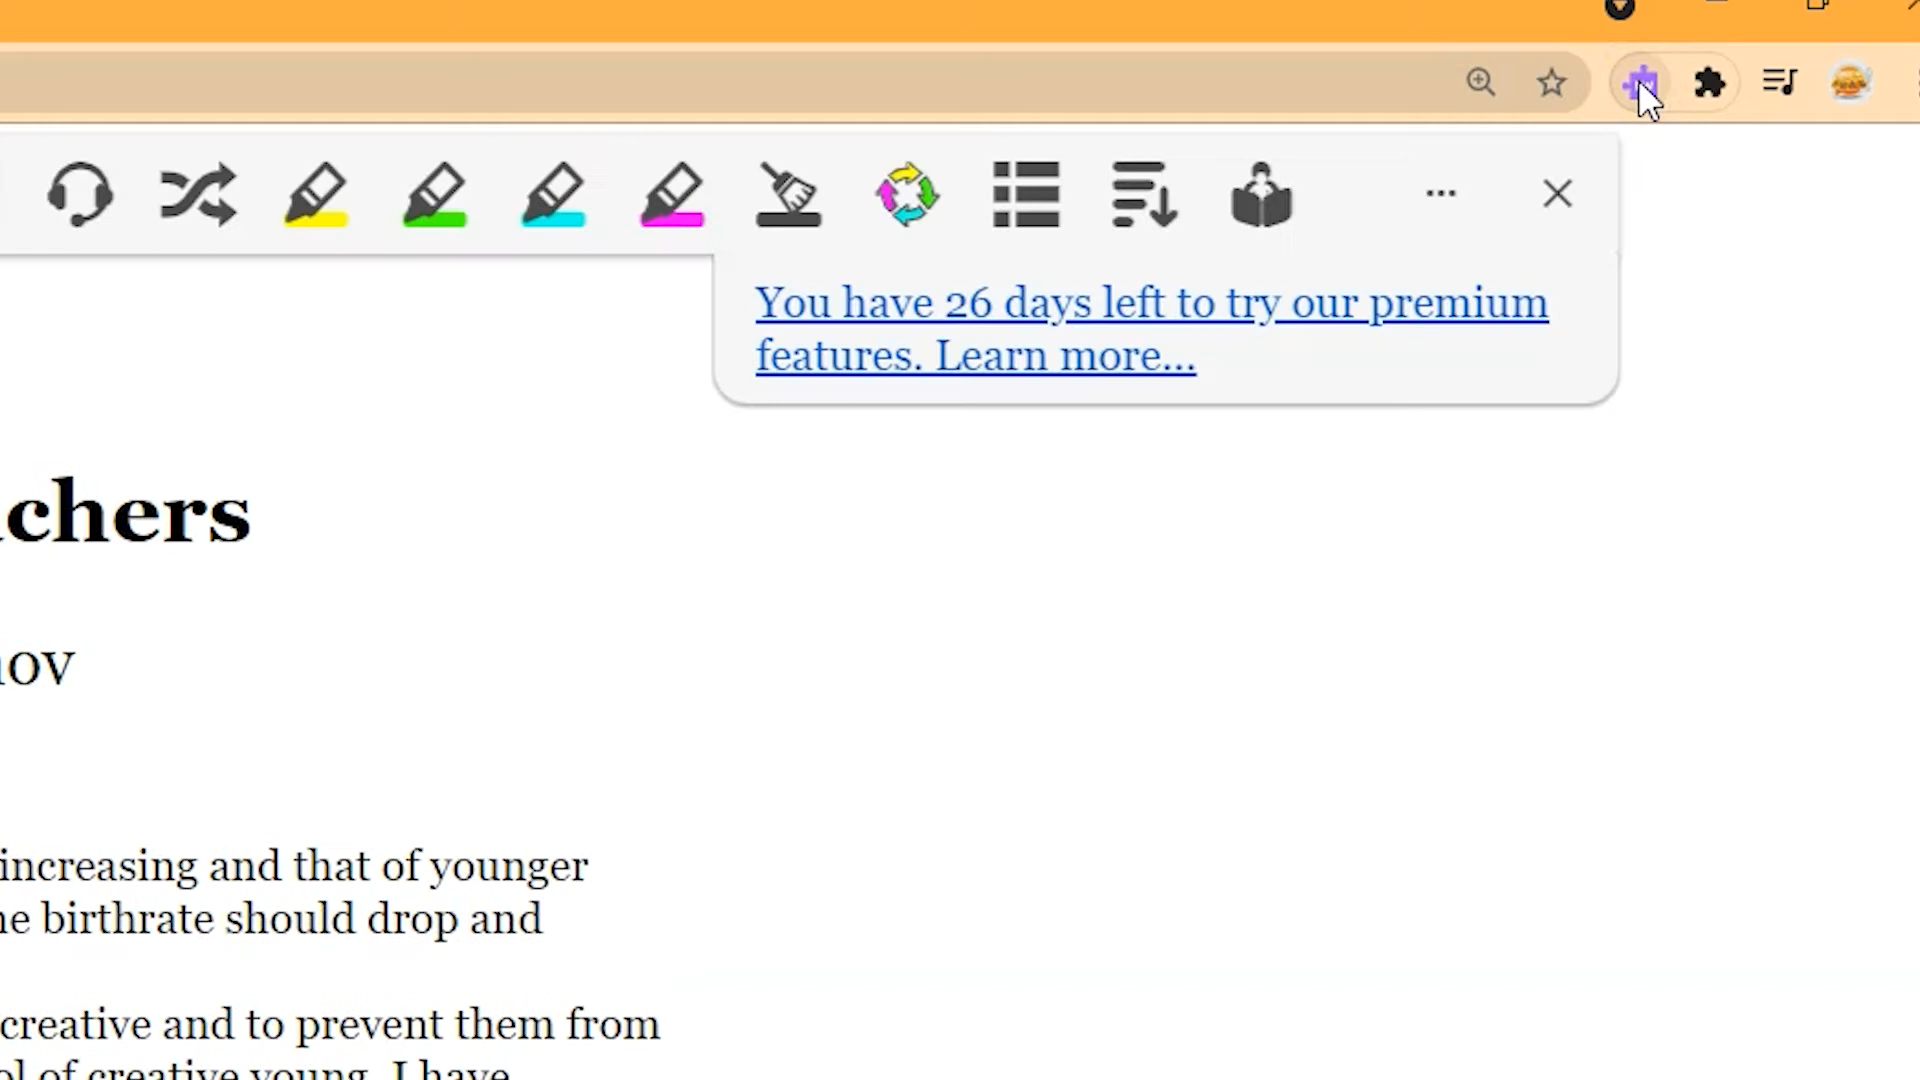 You have 26 days left to try our premium
features. Learn more...
increasing and that of younger
birthrate should drop and
creative and to prevent them from
of creative young. I have